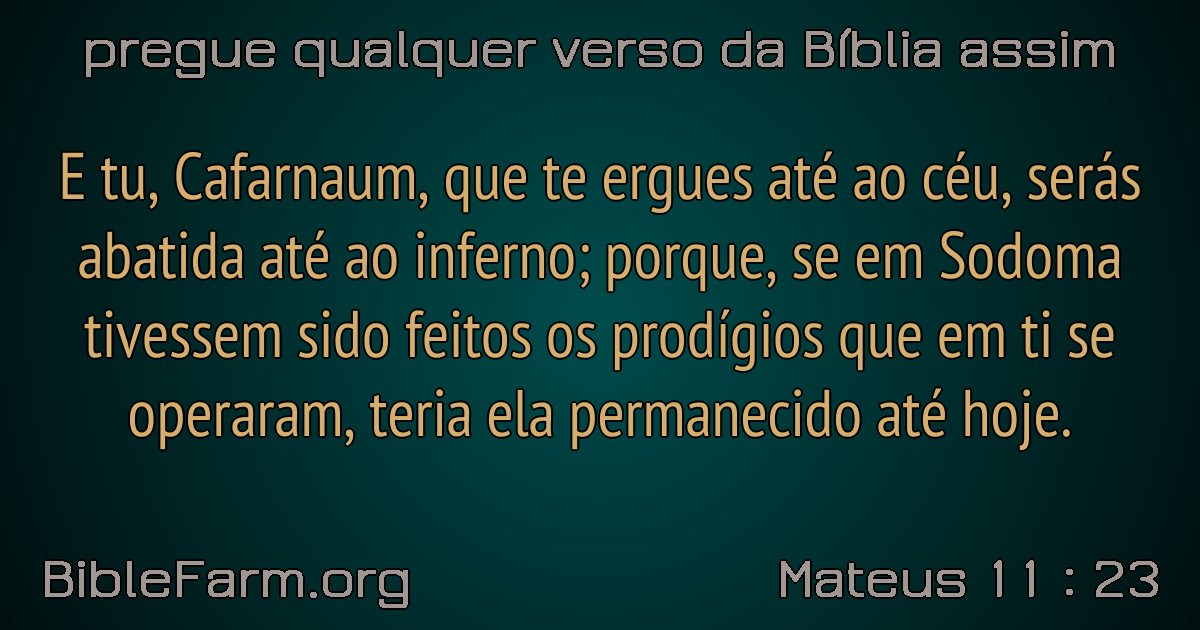 pregue qualquer verso da Bíblia assim
E tu, Cafarnaum, que te ergues até ao céu, serás
abatida até ao inferno; porque, se em Sodoma
tivessem sido feitos os prodígios que em ti se
operaram, teria ela permanecido até hoje.
BibleFarm.org
Mateus 11 : 23